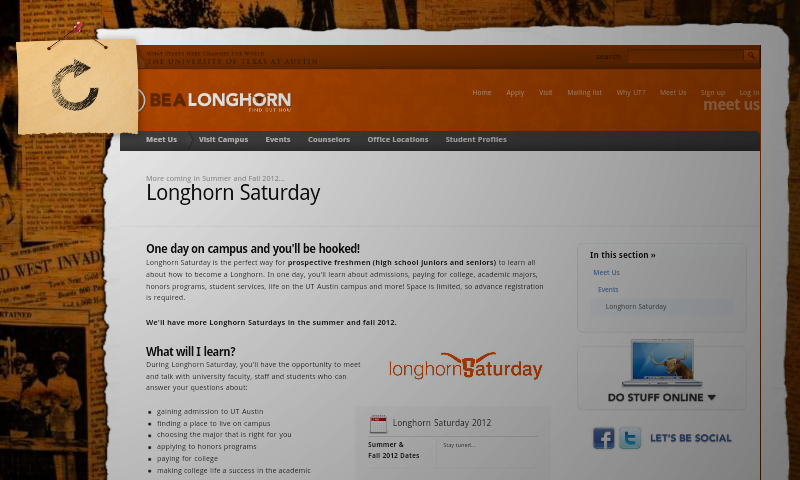 WHAT STARTS HERE CHANGES THE WORLD
THE UNIVERSITY OF TEXAS AT AUSTIN
search:
BEALONGHORN
FIND OUT HOW
Home Apply Visit Mailing list Why UT? Meet Us Sign up Log in
meet us
Meet Us Visit Campus Events Counselors Office Locations Student Profiles
More coming in Summer and Fall 2012...
Longhorn Saturday
One day on campus and you'll be hooked!
Longhorn Saturday is the perfect way for prospective freshmen (high school juniors and seniors) to learn all
about how to become a Longhorn. In one day, you'll learn about admissions, paying for college, academic majors,
honors programs, student services, life on the UT Austin campus and more! Space is limited, so advance registration
is required.
We'll have more Longhorn Saturdays in the summer and fall 2012.
What will I learn?
During Longhorn Saturday, you'll have the opportunity to meet
and talk with university faculty, staff and students who can
answer your questions about:
gaining admission to UT Austin
finding a place to live on campus
choosing the major that is right for you
applying to honors programs
paying for college
making college life a success in the academic
longhornSaturday
Longhorn Saturday 2012
Summer &
Fall 2012 Dates
Stay tuned...
In this section »
Meet Us
Events
Longhorn Saturday
DO STUFF ONLINE
LET'S BE SOCIAL
D WEST INVAD